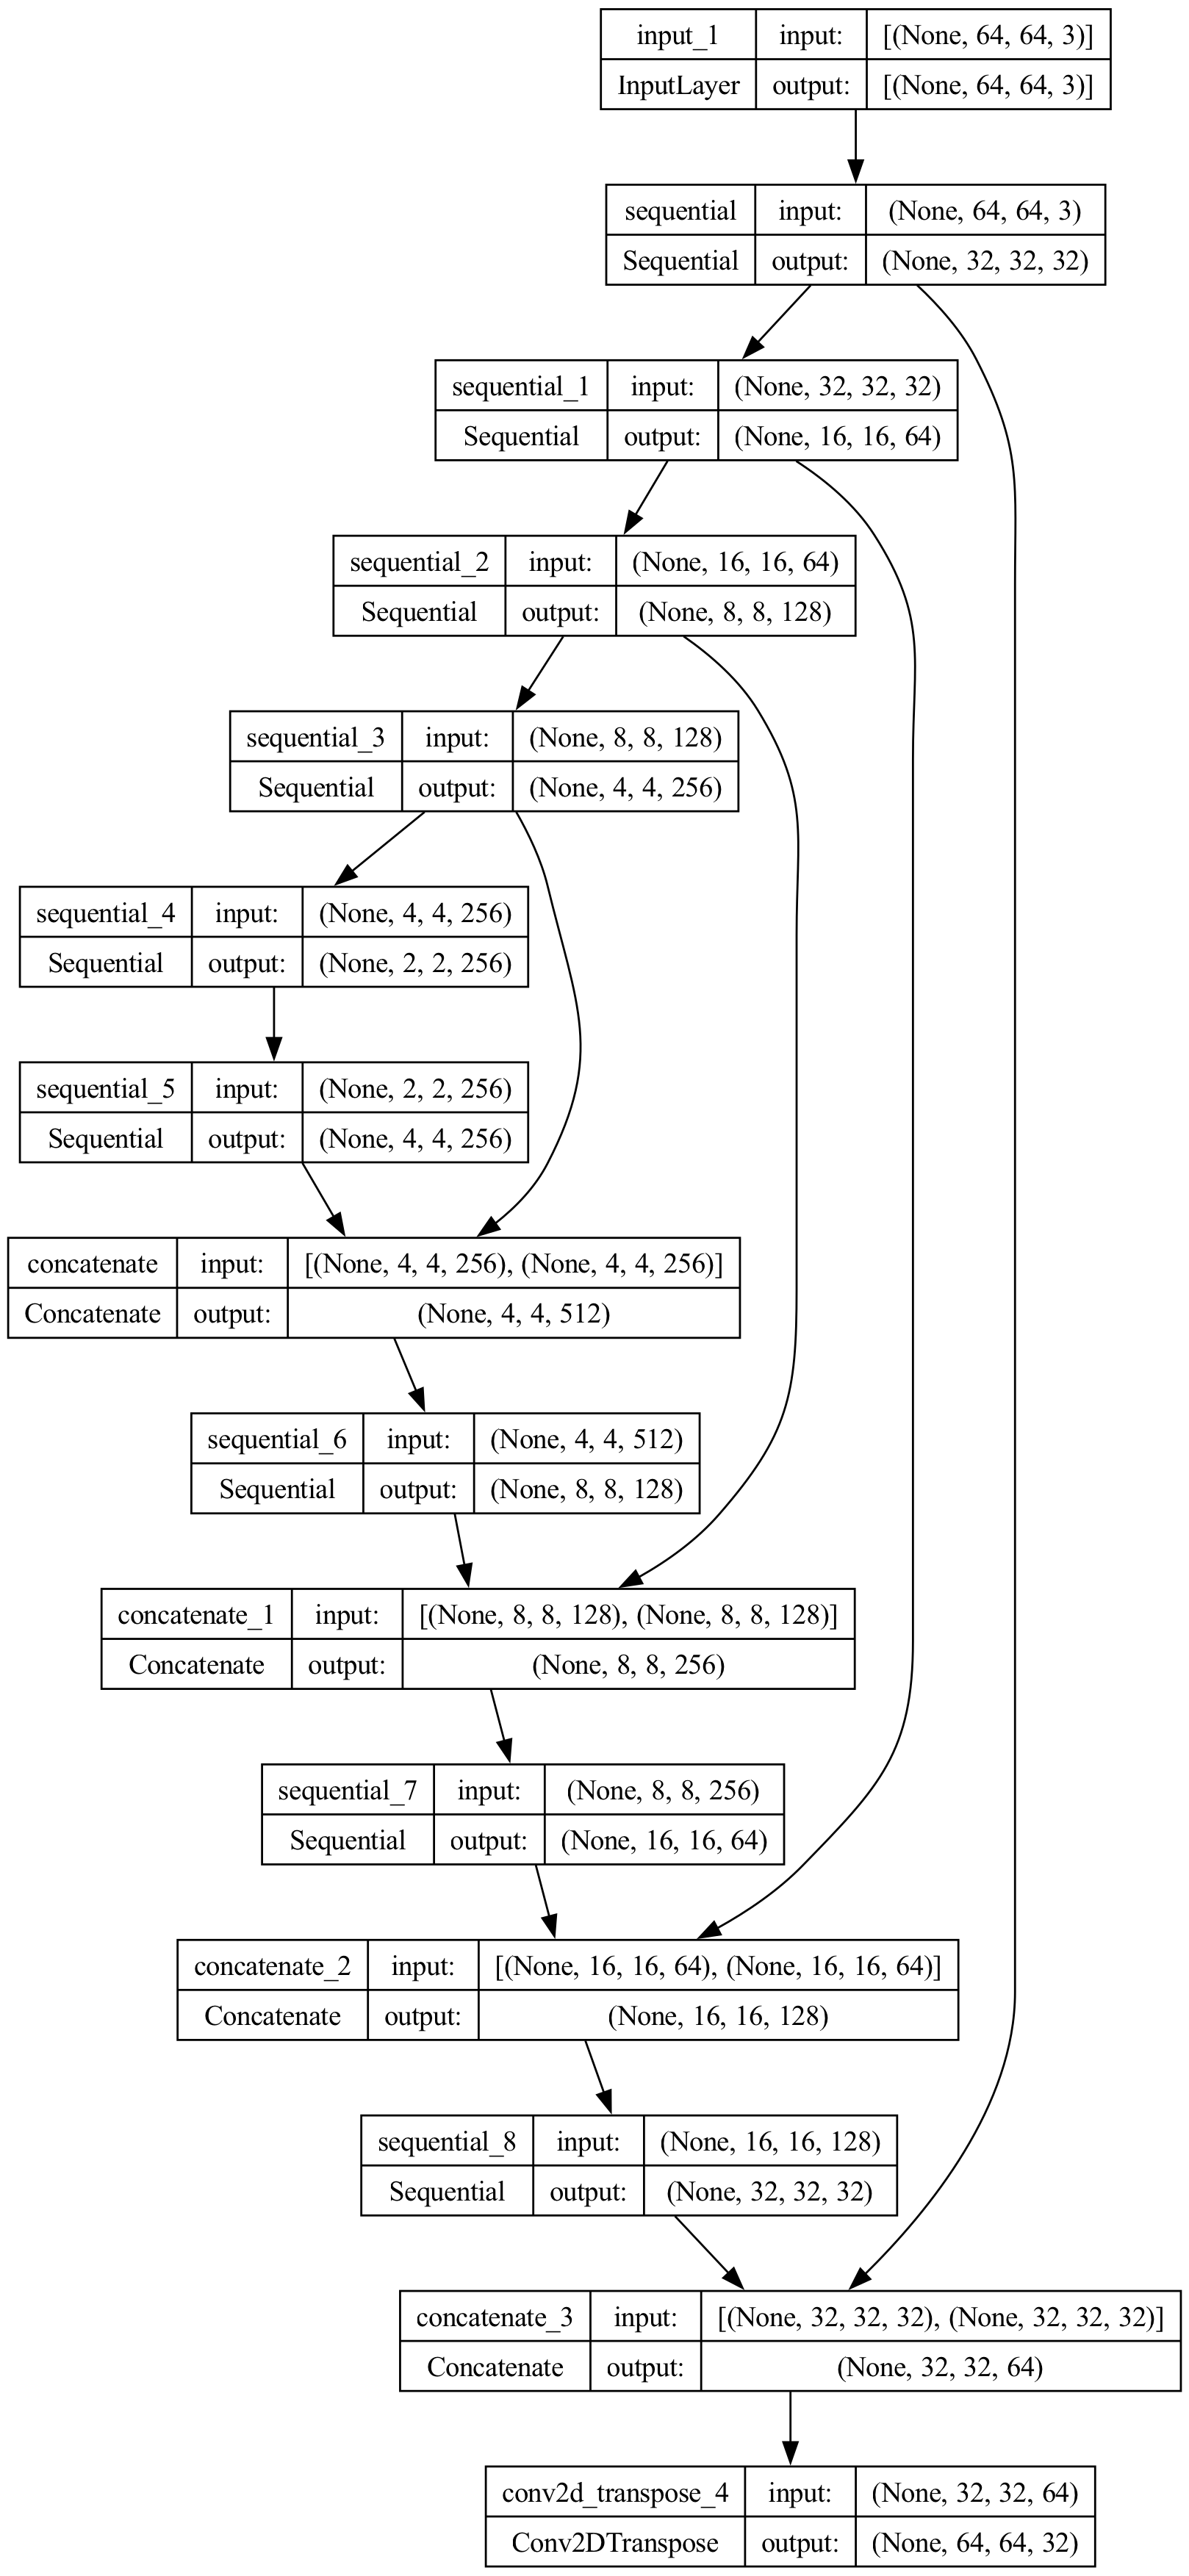 input_1 input: [(None, 64, 64, 3)]
InputLayer output: [(None, 64, 64, 3)]
sequential input: (None, 64, 64, 3)
Sequential output: (None, 32, 32, 32)
sequential_1 input: (None, 32, 32, 32)
Sequential output: (None, 16, 16, 64)
sequential_2 input: (None, 16, 16, 64)
Sequential output: (None, 8, 8, 128)
sequential_3 input: (None, 8, 8, 128)
Sequential output: (None, 4, 4, 256)
sequential_4 input: (None, 4, 4, 256)
Sequential output: (None, 2, 2, 256)
sequential_5 input: (None, 2, 2, 256)
Sequential output: (None, 4, 4, 256)
concatenate input: [(None, 4, 4, 256), (None, 4, 4, 256)]
Concatenate output: (None, 4, 4, 512)
sequential_6 input: (None, 4, 4, 512)
Sequential output: (None, 8, 8, 128)
concatenate_1 input: [(None, 8, 8, 128), (None, 8, 8, 128)]
Concatenate output: (None, 8, 8, 256)
sequential_7 input: (None, 8, 8, 256)
Sequential output: (None, 16, 16, 64)
concatenate_2 input: [(None, 16, 16, 64), (None, 16, 16, 64)]
Concatenate output: (None, 16, 16, 128)
sequential_8 input: (None, 16, 16, 128)
Sequential output: (None, 32, 32, 32)
concatenate_3 input: [(None, 32, 32, 32), (None, 32, 32, 32)]
Concatenate output: (None, 32, 32, 64)
conv2d_transpose_4 input: (None, 32, 32, 64)
Conv2DTranspose output: (None, 64, 64, 32)